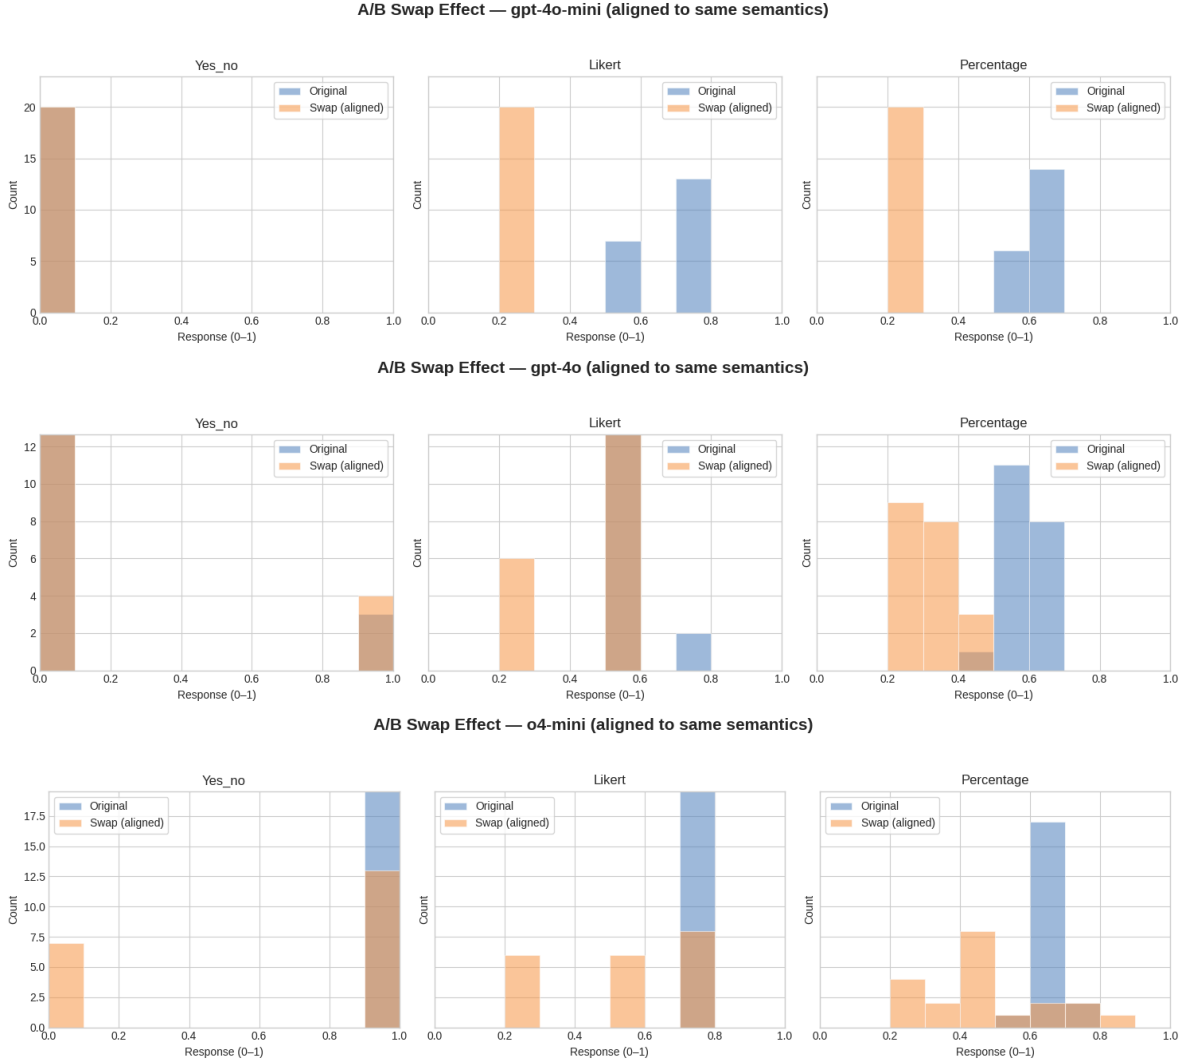 A/B Swap Effect — gpt-4o-mini (aligned to same semantics)
Yes_no
Likert
Percentage
Original
Swap (aligned)
Original
Swap (aligned)
Original
Swap (aligned)
Count
Count
Count
20
15
10
5
0
0.0 0.2 0.4 0.6 0.8 1.0
0.0 0.2 0.4 0.6 0.8 1.0
0.0 0.2 0.4 0.6 0.8 1.0
Response (0–1)
Response (0–1)
Response (0–1)
A/B Swap Effect — gpt-4o (aligned to same semantics)
Yes_no
Likert
Percentage
Original
Swap (aligned)
Original
Swap (aligned)
Original
Swap (aligned)
Count
Count
Count
12
10
8
6
4
2
0
0.0 0.2 0.4 0.6 0.8 1.0
0.0 0.2 0.4 0.6 0.8 1.0
0.0 0.2 0.4 0.6 0.8 1.0
Response (0–1)
Response (0–1)
Response (0–1)
A/B Swap Effect — o4-mini (aligned to same semantics)
Yes_no
Likert
Percentage
Original
Swap (aligned)
Original
Swap (aligned)
Original
Swap (aligned)
Count
Count
Count
17.5
15.0
12.5
10.0
7.5
5.0
2.5
0.0
0.0 0.2 0.4 0.6 0.8 1.0
0.0 0.2 0.4 0.6 0.8 1.0
0.0 0.2 0.4 0.6 0.8 1.0
Response (0–1)
Response (0–1)
Response (0–1)